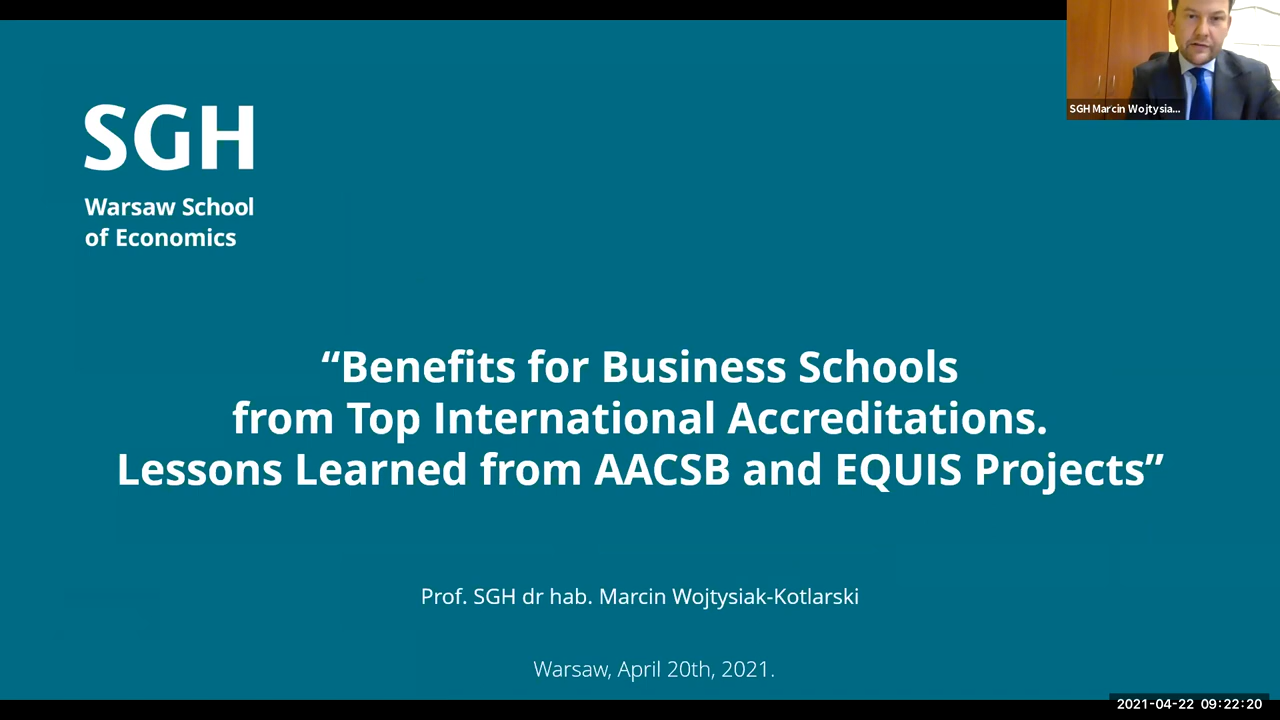 SGH
Warsaw School
of Economics
SGH Marcin Wojtysia...
“Benefits for Business Schools
from Top International Accreditations.
Lessons Learned from AACSB and EQUIS Projects”
Prof. SGH dr hab. Marcin Wojtysiak-Kotlarski
Warsaw, April 20th, 2021.
2021-04-22 09:22:20